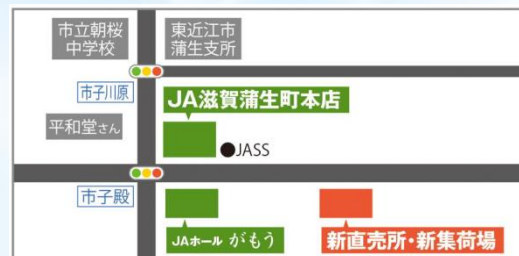 市立朝桜
中学校
東近江市
蒲生支所
市子川原
JA滋賀蒲生町本店
平和堂さん
●JASS
市子殿
JAホール がもう
新直売所・新集荷場